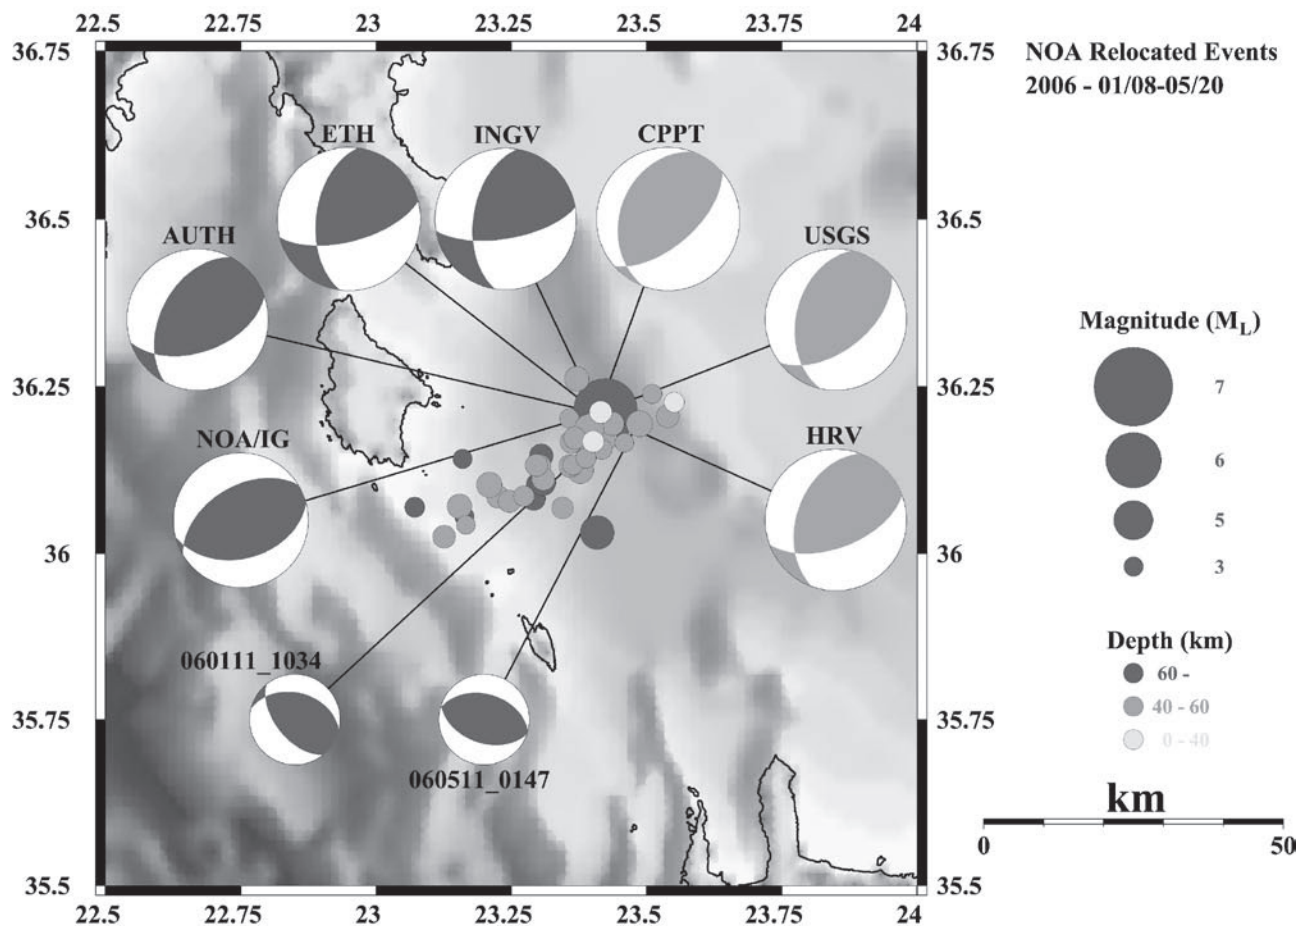 22.5 22.75 23 23.25 23.5 23.75 24
36.75 36.75
NOA Relocated Events
2006 - 01/08-05/20
ETH INGV CPPT
36.5 36.5
AUTH USGS
Magnitude (ML)
7
36.25 36.25
NOA/IG HRV
6
5
36 36
3
060111_1034
Depth (km)
60 -
40 - 60
0 - 40
35.75 35.75
060511_0147
km
0 50
35.5 35.5
22.5 22.75 23 23.25 23.5 23.75 24